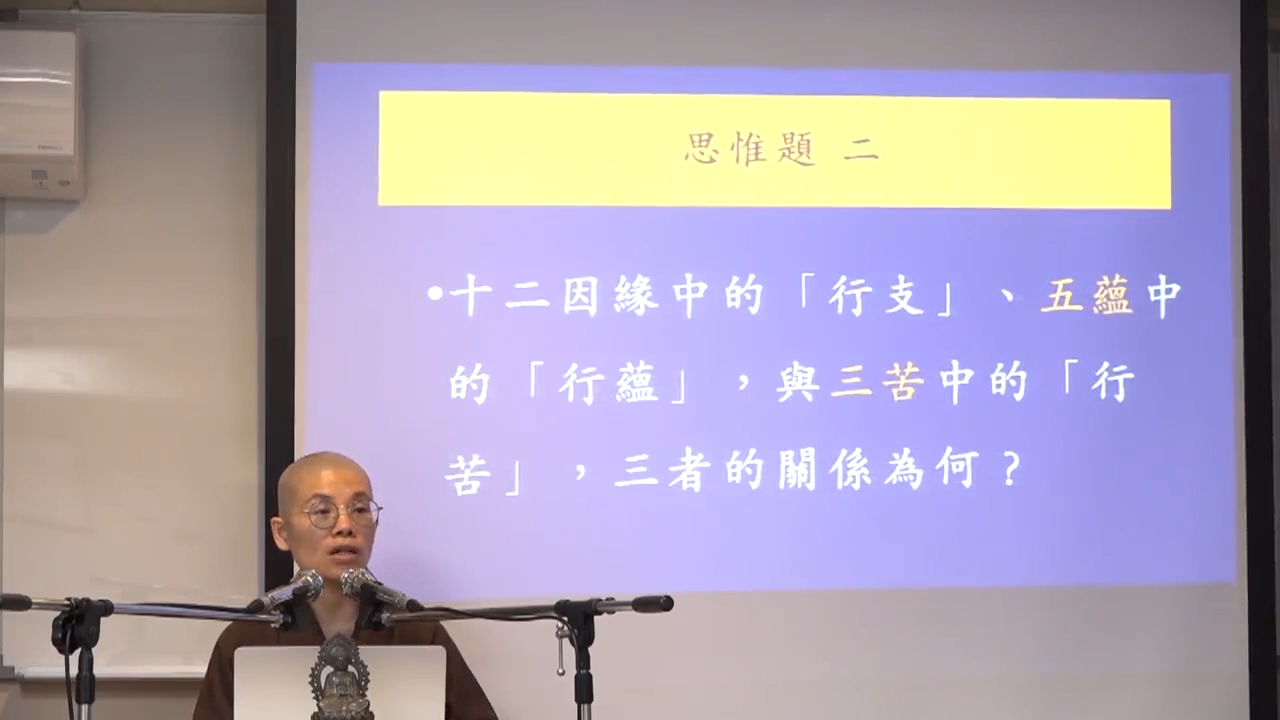 思惟題 二
•十二因緣中的「行支」、五蘊中
的「行蘊」，與三苦中的「行
苦」，三者的關係為何？